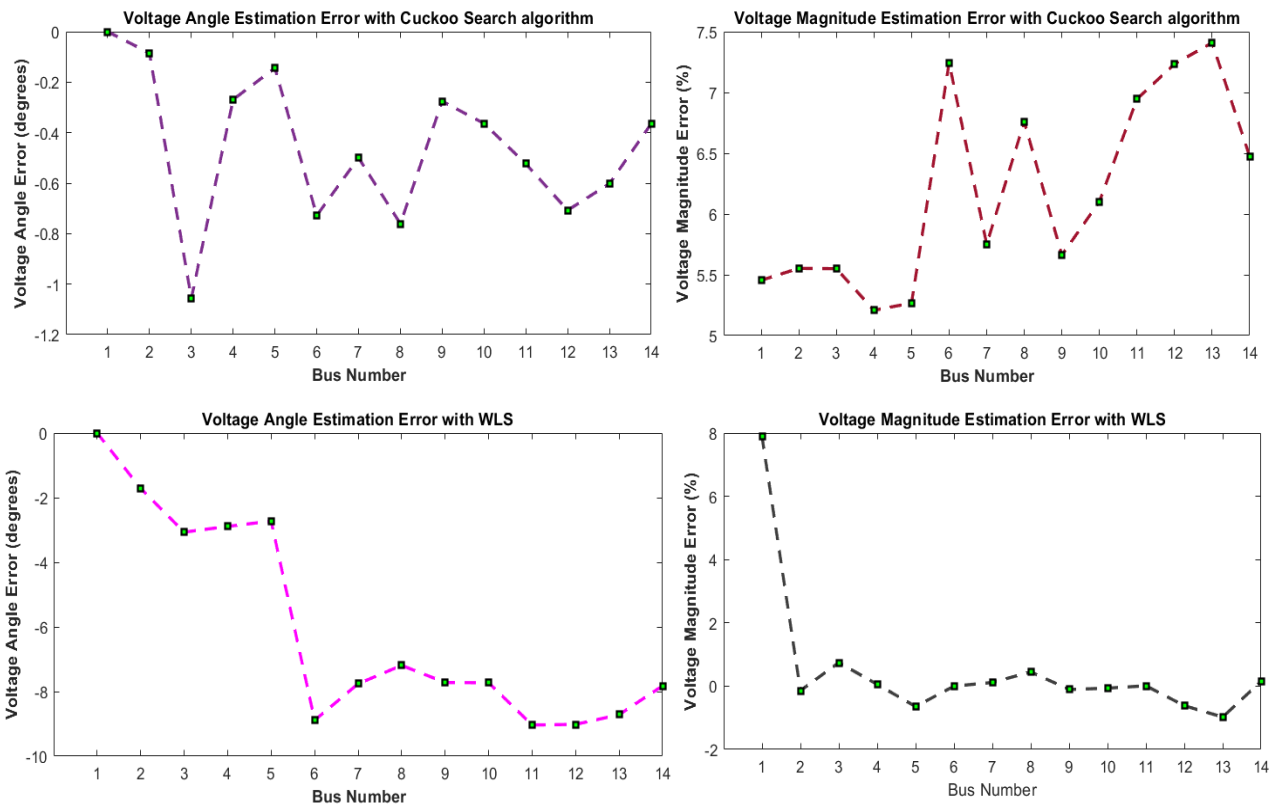 Voltage Angle Estimation Error with Cuckoo Search algorithm
Voltage Angle Error (degrees)
0
-0.2
-0.4
-0.6
-0.8
-1
-1.2
1 2 3 4 5 6 7 8 9 10 11 12 13 14
Bus Number
Voltage Magnitude Estimation Error with Cuckoo Search algorithm
Voltage Magnitude Error (%)
7.5
7
6.5
6
5.5
5
1 2 3 4 5 6 7 8 9 10 11 12 13 14
Bus Number
Voltage Angle Estimation Error with WLS
Voltage Angle Error (degrees)
0
-2
-4
-6
-8
-10
1 2 3 4 5 6 7 8 9 10 11 12 13 14
Bus Number
Voltage Magnitude Estimation Error with WLS
Voltage Magnitude Error (%)
8
6
4
2
0
-2
1 2 3 4 5 6 7 8 9 10 11 12 13 14
Bus Number